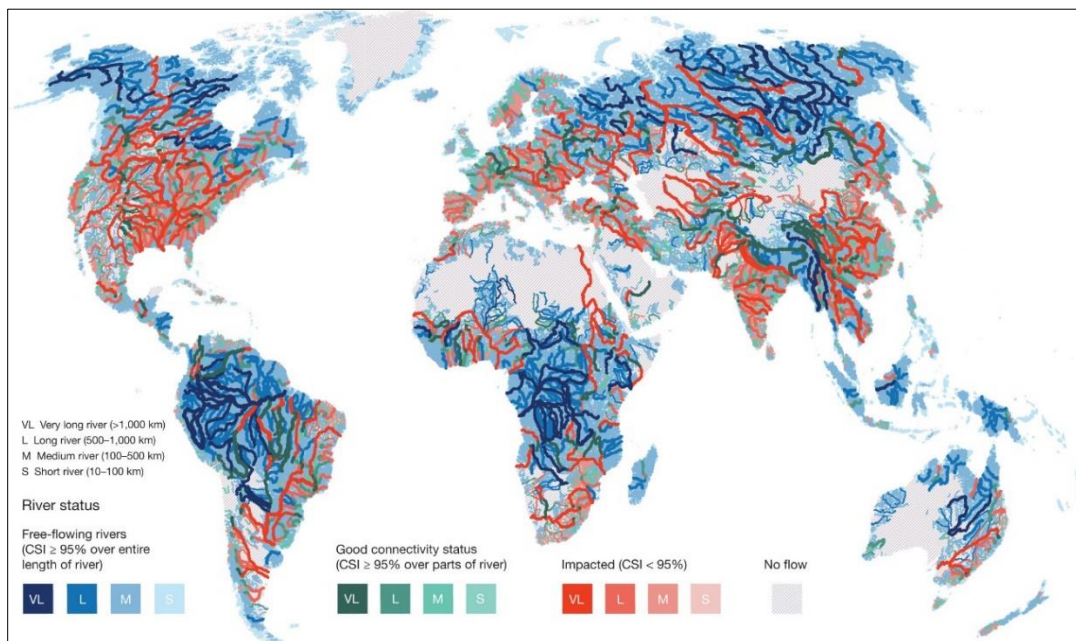 VL Very long river (>1,000 km)
L Long river (500–1,000 km)
M Medium river (100–500 km)
S Short river (10–100 km)
River status
Free-flowing rivers
(CSI ≥ 95% over entire
length of river)
VL L M S
Good connectivity status
(CSI ≥ 95% over parts of river)
VL L M S
Impacted (CSI < 95%)
VL L M S
No flow